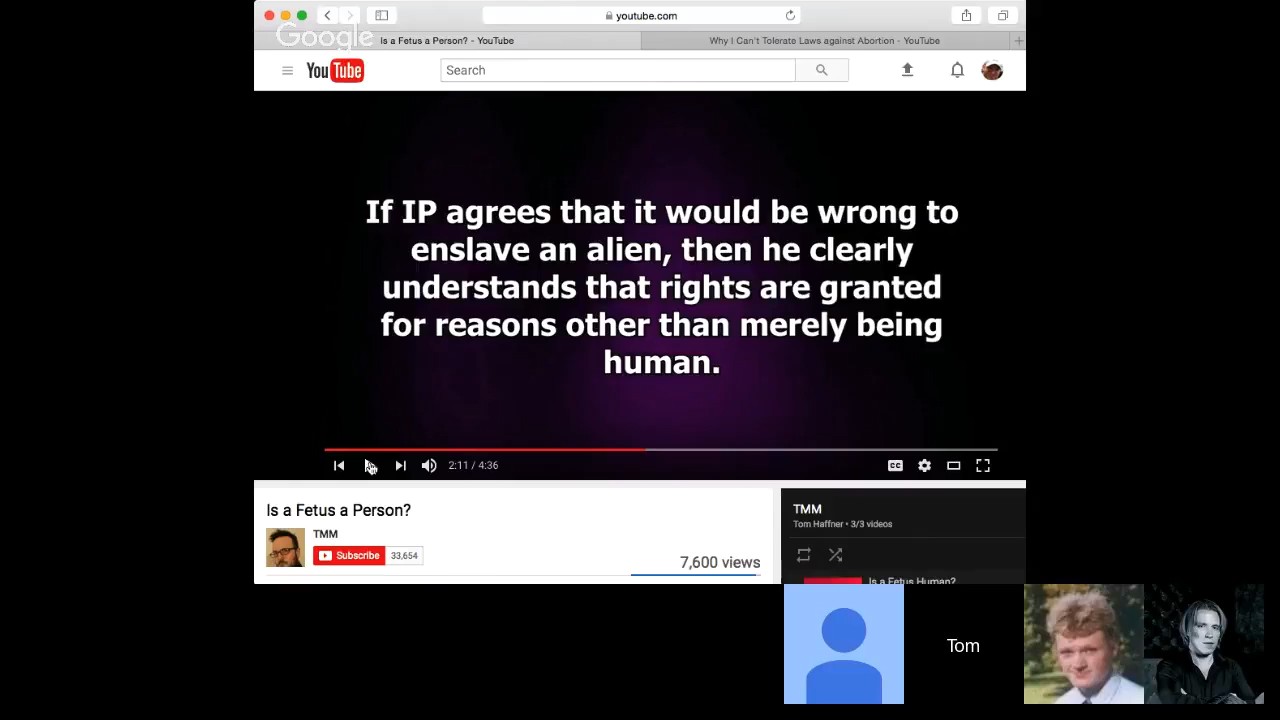 youtube.com
Google
Is a Fetus a Person? - YouTube
Why I Can't Tolerate Laws against Abortion - YouTube
YouTube
Search
If IP agrees that it would be wrong to
enslave an alien, then he clearly
understands that rights are granted
for reasons other than merely being
human.
2:11 / 4:36
CC
Is a Fetus a Person?
TMM
Subscribe 33,654
7,600 views
TMM
Tom Haffner • 3/3 videos
Is a Fetus Human?
Tom